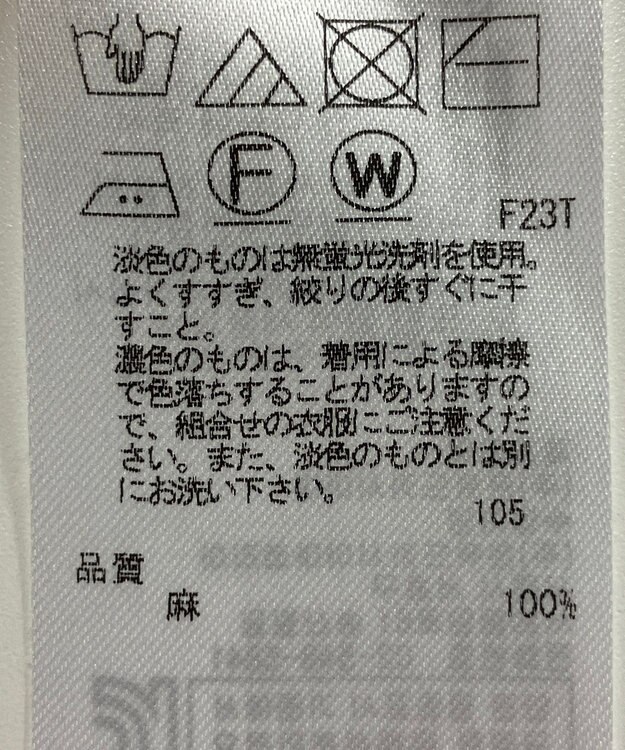 F
W
F23T
淡色のものは無蛍光洗剤を使用。
よくすすぎ、絞りの後すぐに干
すこと。
濃色のものは、着用による摩擦
で色落ちすることがありますの
で、組合せの衣服にご注意くだ
さい。また、淡色のものとは別
にお洗い下さい。
105
品質
麻 100%